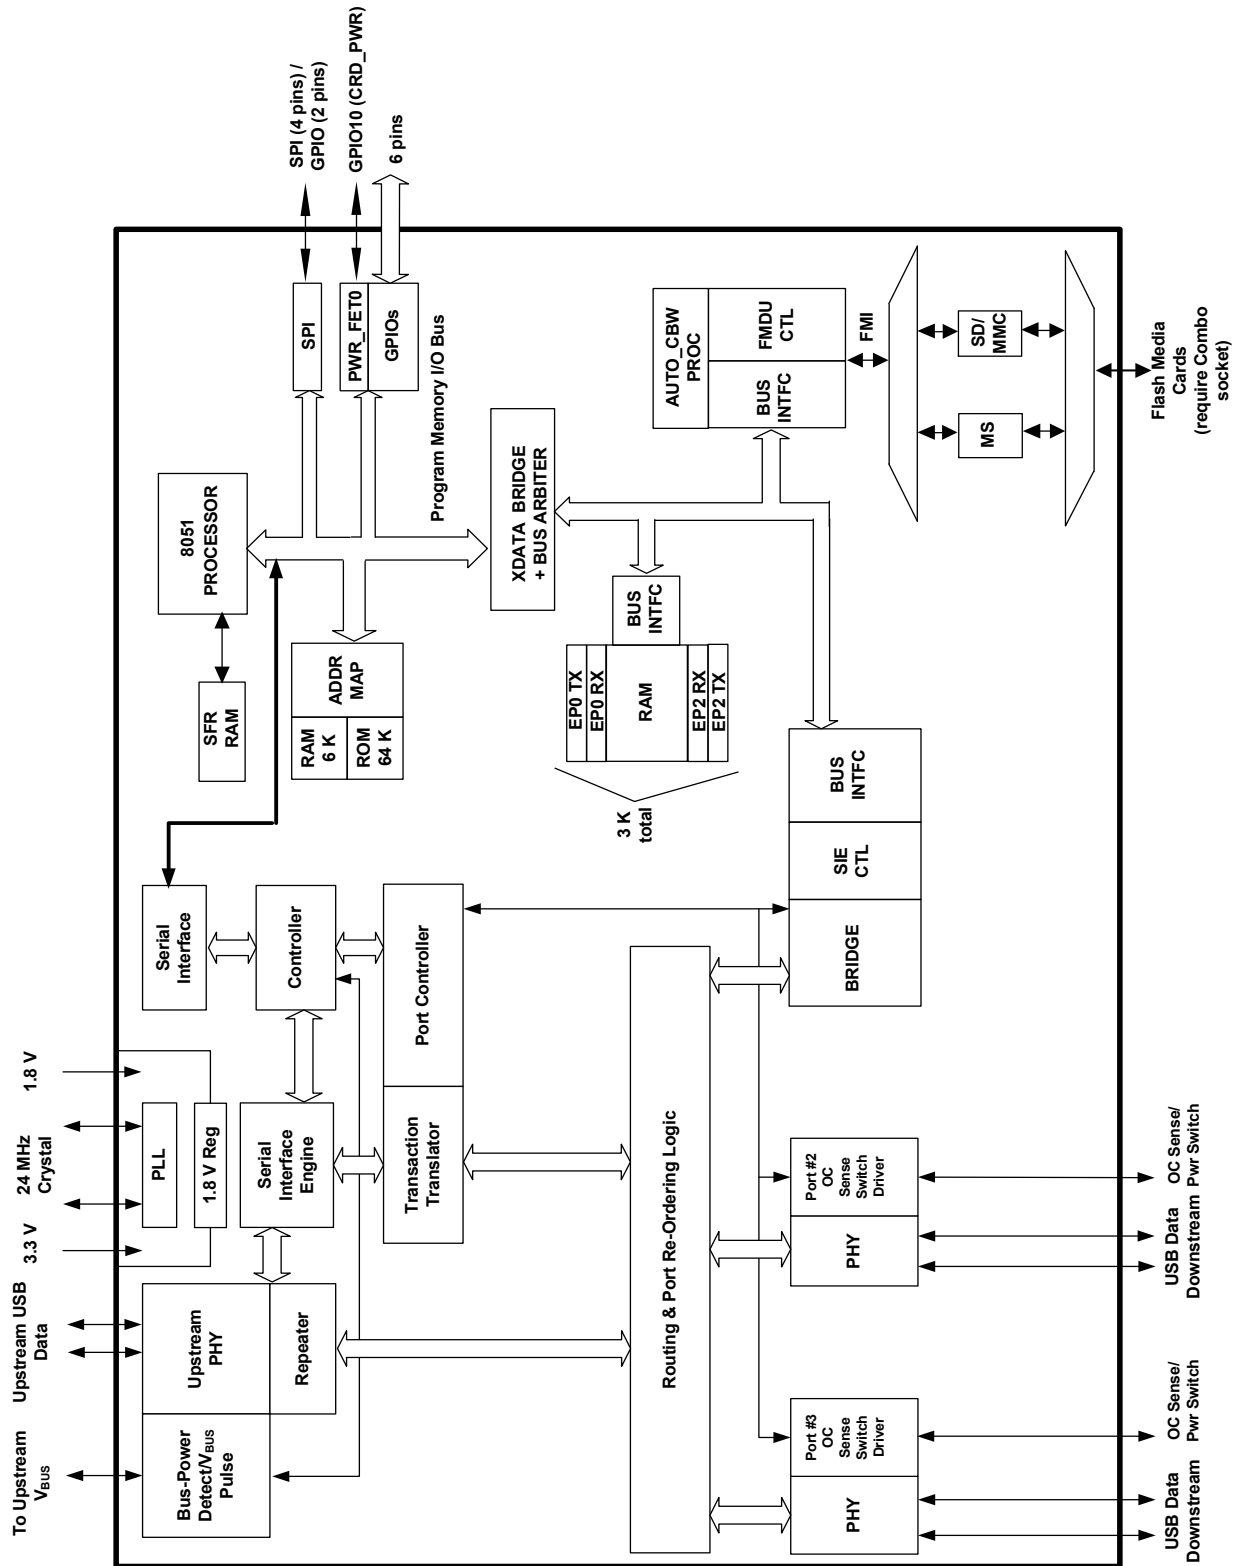 To Upstream
VBUS
Upstream USB
Data
3.3 V
24 MHz
Crystal
1.8 V
Bus-Power
Detect/VBUS
Pulse
Upstream
PHY
Repeater
PLL
1.8 V Reg
Serial
Interface
Engine
Serial
Interface
Controller
Transaction
Translator
Port Controller
SFR
RAM
8051
PROCESSOR
RAM
6 K
ROM
64 K
ADDR
MAP
SPI
PWR_FET0
GPIOs
SPI (4 pins) /
GPIO (2 pins)
GPIO10 (CRD_PWR)
6 pins
Program Memory I/O Bus
XDATA BRIDGE
+ BUS ARBITER
3 K
total
EP0 TX
EP0 RX
RAM
EP2 RX
EP2 TX
BUS
INTFC
AUTO_CBW
PROC
BUS
INTFC
FMDU
CTL
FMI
MS
SD/
MMC
Flash Media
Cards
(require Combo
socket)
Routing & Port Re-Ordering Logic
BRIDGE
SIE
CTL
BUS
INTFC
PHY
Port #3
OC
Sense
Switch
Driver
PHY
Port #2
OC
Sense
Switch
Driver
USB Data
Downstream
OC Sense/
Pwr Switch
USB Data
Downstream
OC Sense/
Pwr Switch